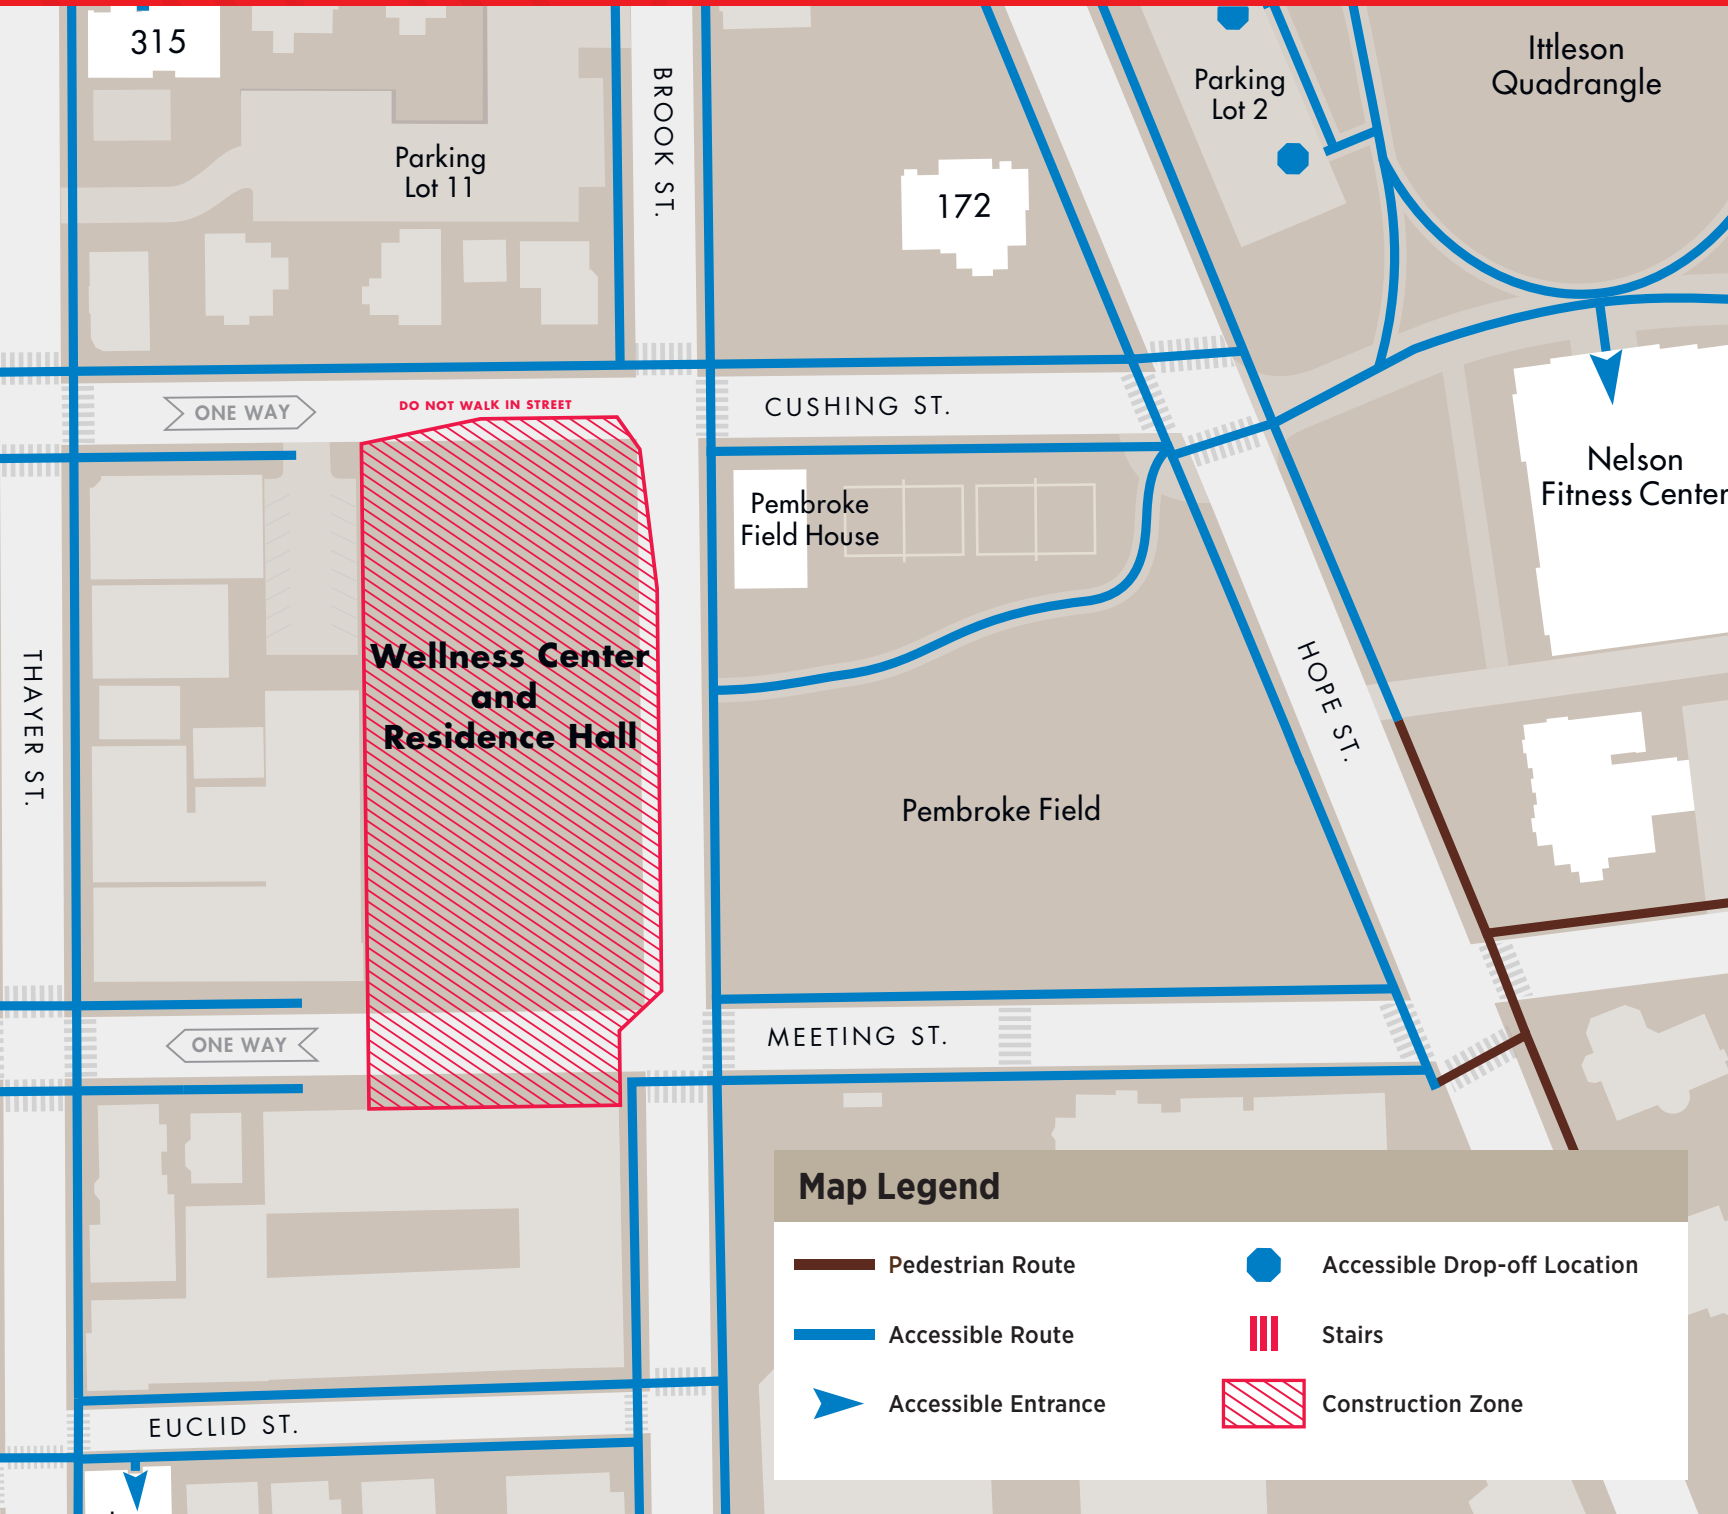 315
BROOK ST.
Parking
Lot 2
Ittleson
Quadrangle
Parking
Lot 11
172
ONE WAY
DO NOT WALK IN STREET
CUSHING ST.
Nelson
Fitness Center
Pembroke
Field House
THAYER ST.
Wellness Center
and
Residence Hall
HOPE ST.
Pembroke Field
ONE WAY
MEETING ST.
Map Legend
Pedestrian Route
Accessible Route
Accessible Entrance
Accessible Drop-off Location
Stairs
Construction Zone
EUCLID ST.